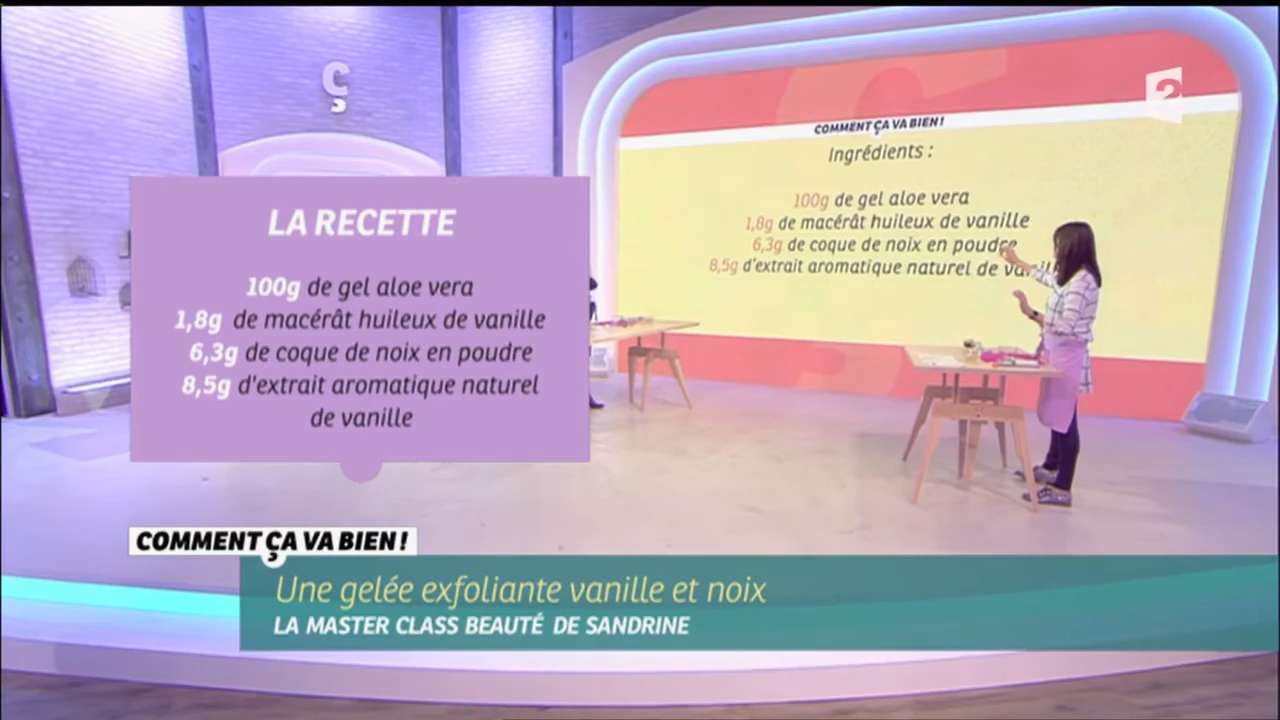 Ç
2
COMMENT ÇA VA BIEN !
Ingrédients :
100g de gel aloe vera
1,8g de macérât huileux de vanille
6,3g de coque de noix en poudre
8,5g d'extrait aromatique naturel de
LA RECETTE
100g de gel aloe vera
1,8g de macérât huileux de vanille
6,3g de coque de noix en poudre
8,5g d'extrait aromatique naturel
de vanille
COMMENT ÇA VA BIEN !
Une gelée exfoliante vanille et noix
LA MASTER CLASS BEAUTÉ DE SANDRINE